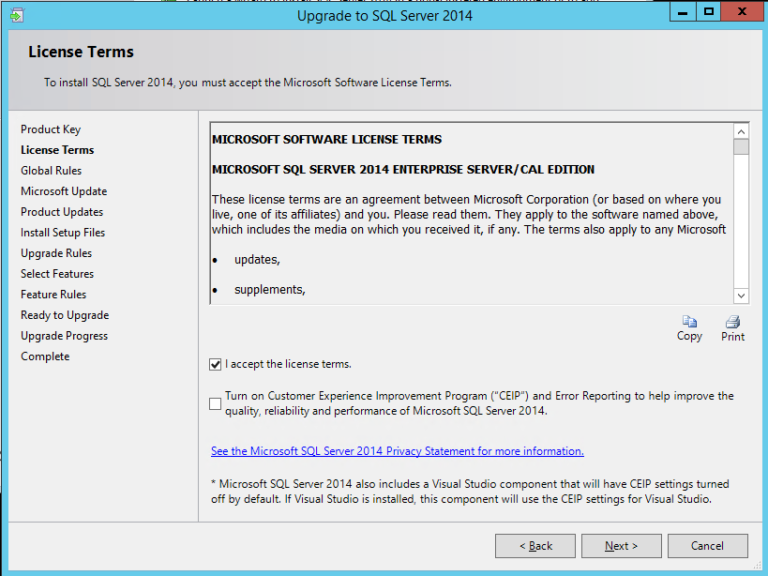 Upgrade to SQL Server 2014
License Terms
To install SQL Server 2014, you must accept the Microsoft Software License Terms.
Product Key
License Terms
Global Rules
Microsoft Update
Product Updates
Install Setup Files
Upgrade Rules
Select Features
Feature Rules
Ready to Upgrade
Upgrade Progress
Complete
MICROSOFT SOFTWARE LICENSE TERMS
MICROSOFT SQL SERVER 2014 ENTERPRISE SERVER/CAL EDITION
These license terms are an agreement between Microsoft Corporation (or based on where you
live, one of its affiliates) and you. Please read them. They apply to the software named above,
which includes the media on which you received it, if any. The terms also apply to any Microsoft
• updates,
• supplements,
Copy
Print
I accept the license terms.
Turn on Customer Experience Improvement Program ("CEIP") and Error Reporting to help improve the
quality, reliability and performance of Microsoft SQL Server 2014.
See the Microsoft SQL Server 2014 Privacy Statement for more information.
* Microsoft SQL Server 2014 also includes a Visual Studio component that will have CEIP settings turned
off by default. If Visual Studio is installed, this component will use the CEIP settings for Visual Studio.
< Back
Next >
Cancel